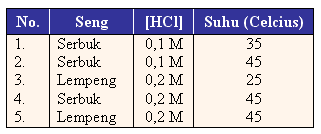 No. Seng [HCl] Suhu (Celcius)
1. Serbuk 0,1 M 35
2. Serbuk 0,1 M 45
3. Lempeng 0,2 M 25
4. Serbuk 0,2 M 45
5. Lempeng 0,2 M 45